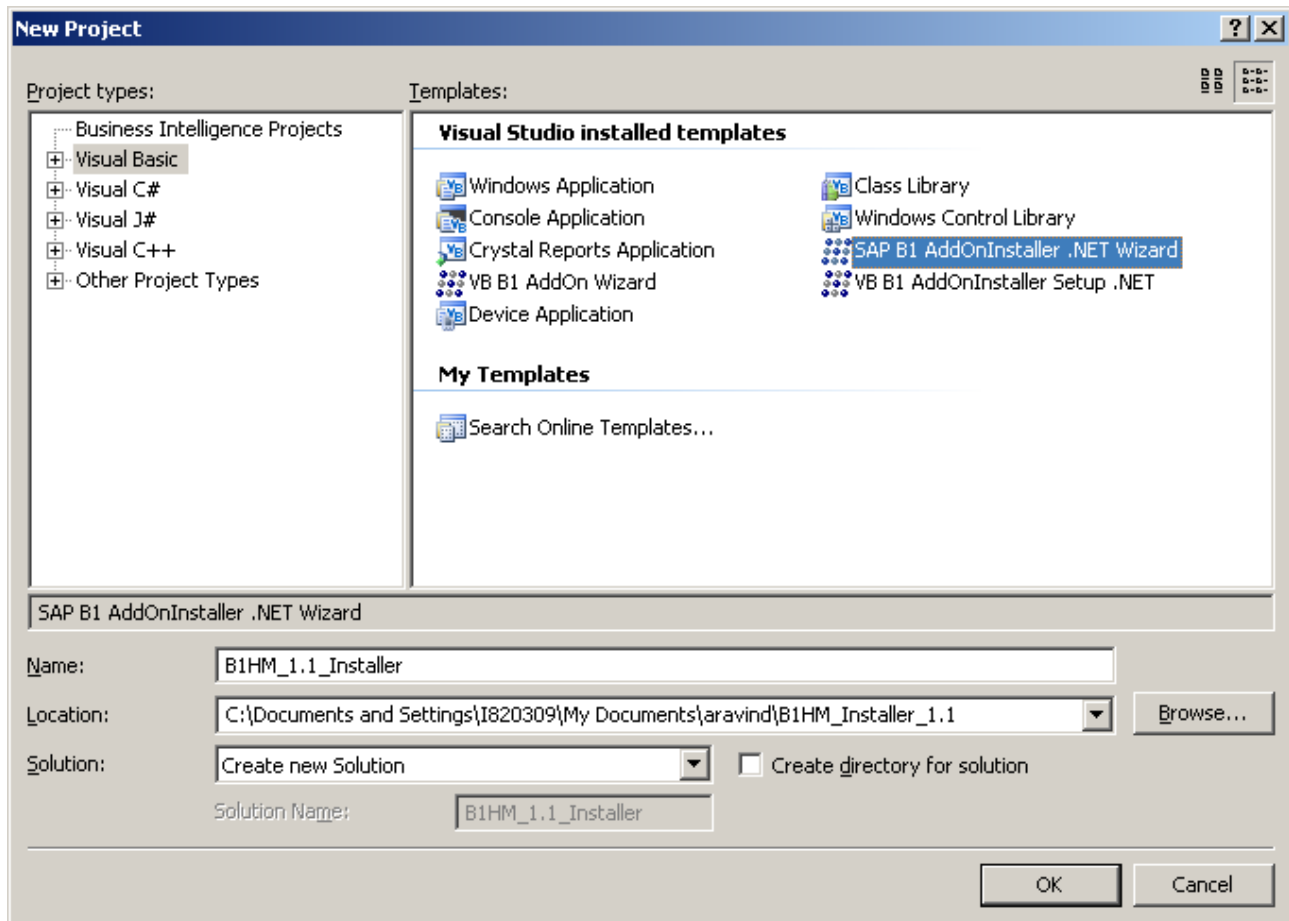 New Project
Project types:
Templates:
Business Intelligence Projects
Visual Basic
Visual C#
Visual J#
Visual C++
Other Project Types
Visual Studio installed templates
Windows Application
Class Library
Console Application
Windows Control Library
Crystal Reports Application
SAP B1 AddOnInstaller .NET Wizard
VB B1 AddOn Wizard
VB B1 AddOnInstaller Setup .NET
Device Application
My Templates
Search Online Templates...
SAP B1 AddOnInstaller .NET Wizard
Name:
B1HM_1.1_Installer
Location:
C:\Documents and Settings\I820309\My Documents\aravind\B1HM_Installer_1.1
Browse...
Solution:
Create new Solution
Create directory for solution
Solution Name:
B1HM_1.1_Installer
OK
Cancel